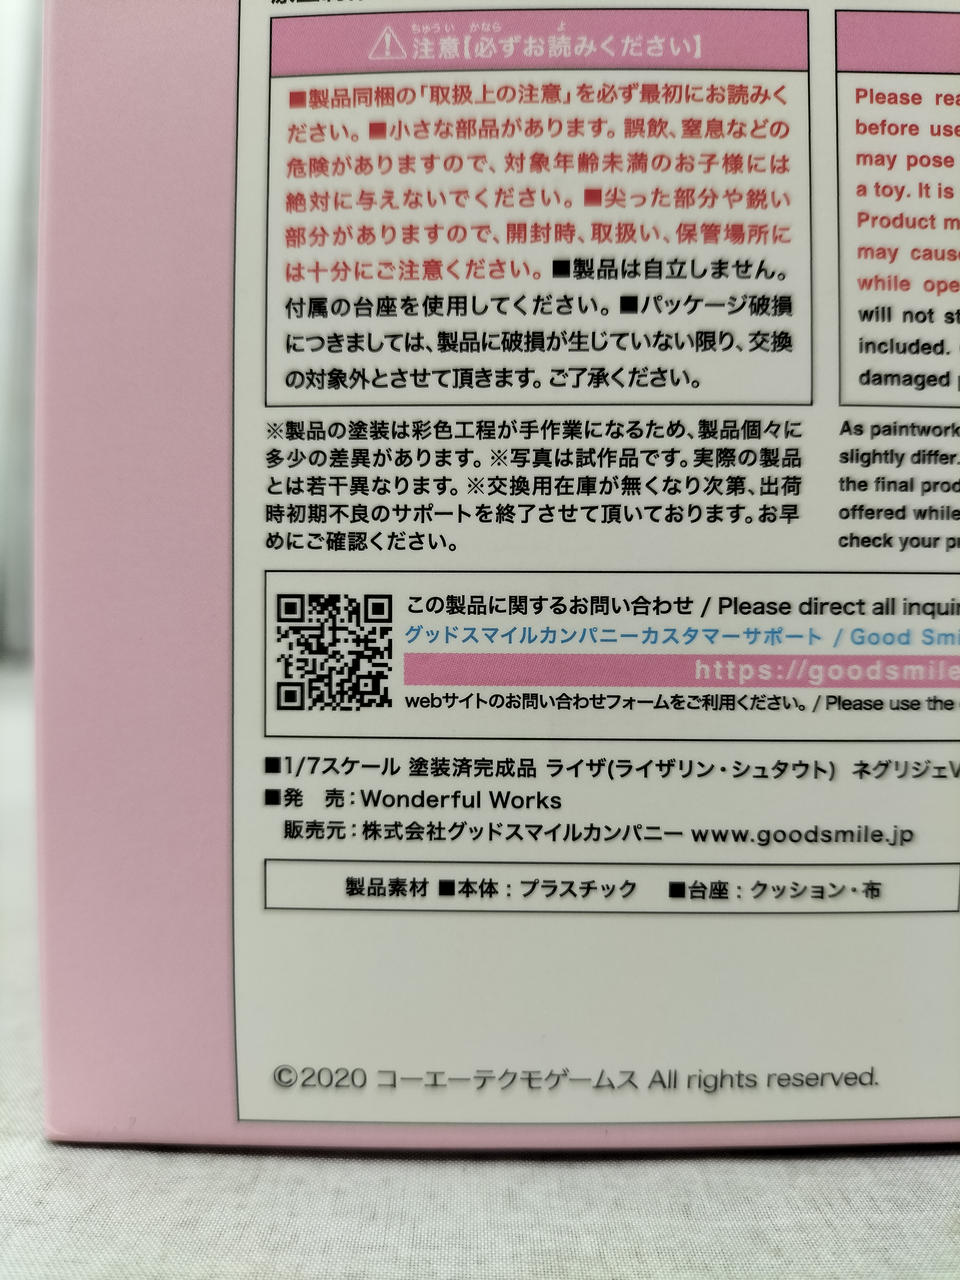 ちゅうい かなら よ
注意【必ずお読みください】
■製品同梱の「取扱上の注意」を必ず最初にお読みく
ださい。■小さな部品があります。誤飲、窒息などの
危険がありますので、対象年齢未満のお子様には
絶対に与えないでください。■尖った部分や鋭い
部分がありますので、開封時、取扱い、保管場所に
は十分にご注意ください。■製品は自立しません。
付属の台座を使用してください。■パッケージ破損
につきましては、製品に破損が生じていない限り、交換
の対象外とさせて頂きます。ご了承ください。
Please
before use
may pose
a toy. It is
Product
may cause
while
will not
included.
damaged
※製品の塗装は彩色工程が手作業になるため、製品個々に
多少の差異があります。※写真は試作品です。実際の製品
とは若干異なります。※交換用在庫が無くなり次第、出荷
時初期不良のサポートを終了させて頂いております。お早
めにご確認ください。
As paintwork
slightly differ.
the final
offered while
check your
この製品に関するお問い合わせ / Please direct all
グッドスマイルカンパニーカスタマーサポート / Good
https://goodsmile
webサイトのお問い合わせフォームをご利用ください。/ Please use the
■1/7スケール 塗装済完成品 ライザ(ライザリン・シュタウト) ネグリジェV
■発 売：Wonderful Works
販売元：株式会社グッドスマイルカンパニー www.goodsmile.jp
製品素材 ■本体：プラスチック ■台座：クッション・布
©2020 コーエーテクモゲームス All rights reserved.